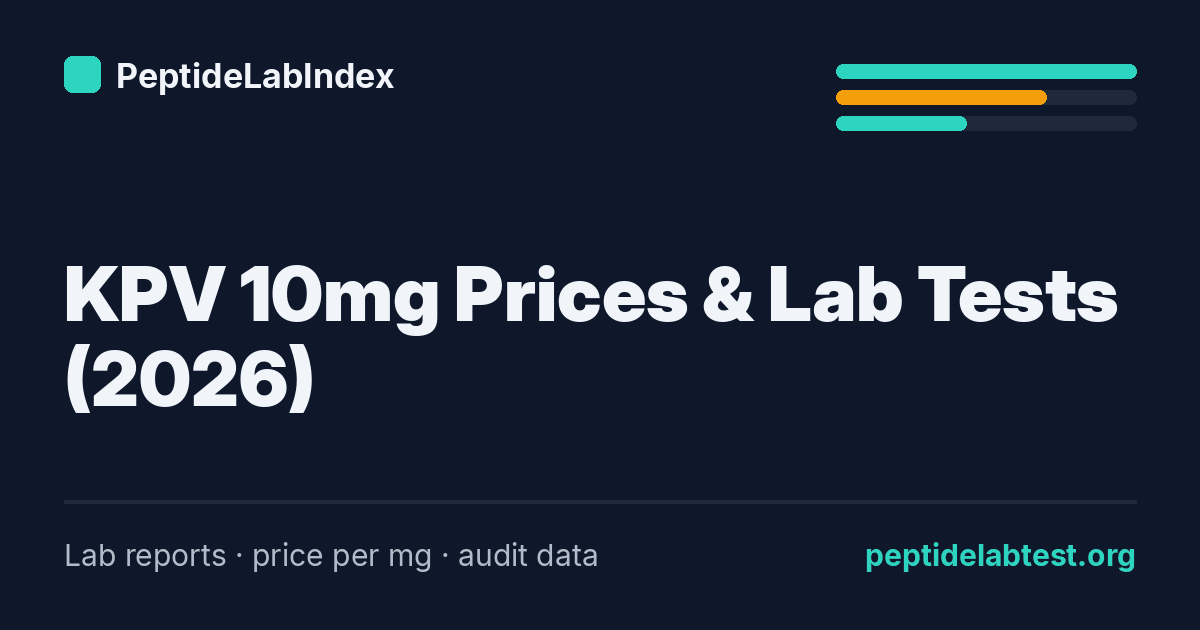 PeptideLabIndex
KPV 10mg Prices & Lab Tests
(2026)
Lab reports · price per mg · audit data
peptidelabtest.org